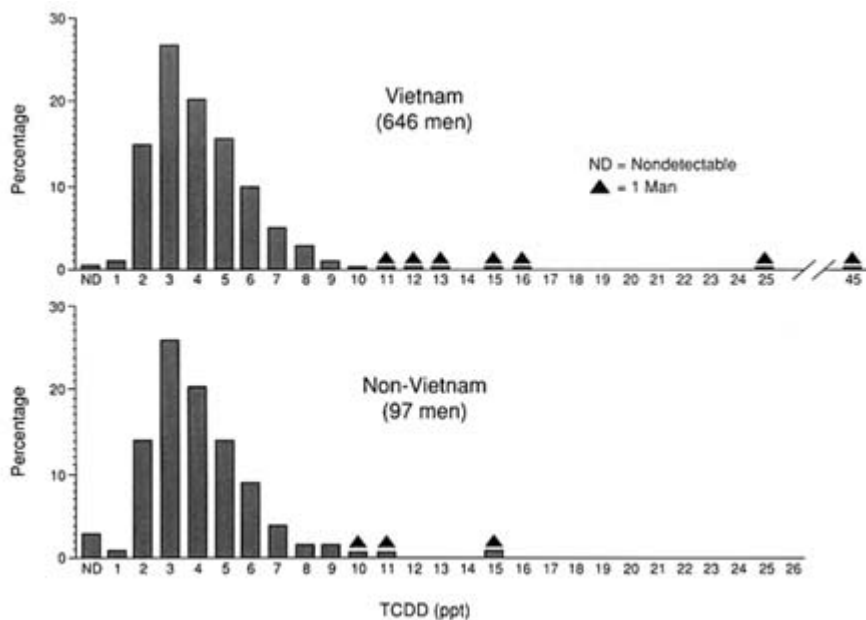 30
20
10
0
Percentage
Vietnam
(646 men)
ND = Nondetectable
▲ = 1 Man
ND 1 2 3 4 5 6 7 8 9 10 11 12 13 14 15 16 17 18 19 20 21 22 23 24 25 45
30
20
10
0
Percentage
Non-Vietnam
(97 men)
ND 1 2 3 4 5 6 7 8 9 10 11 12 13 14 15 16 17 18 19 20 21 22 23 24 25 26
TCDD (ppt)